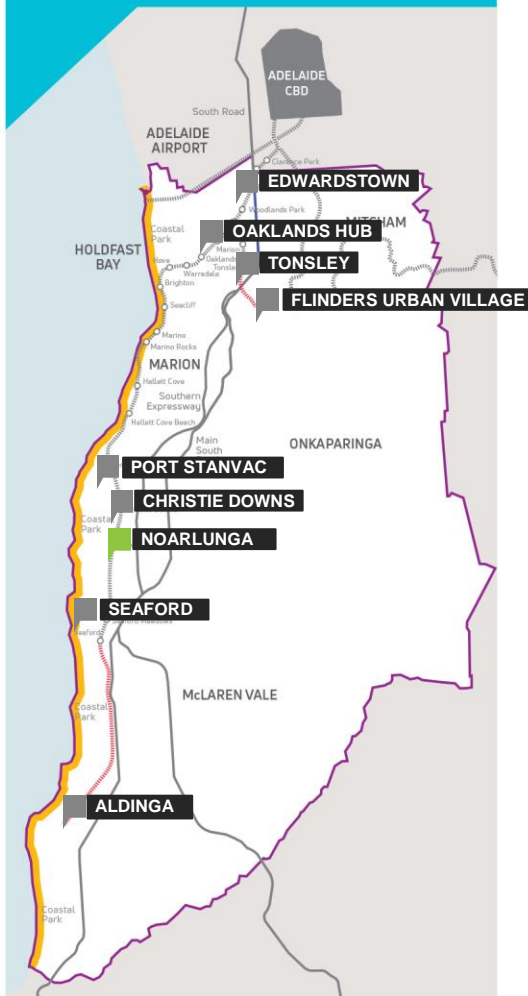 ADELAIDE
CBD
South Road
ADELAIDE
AIRPORT
Clarence Park
EDWARDSTOWN
Woodlands Park
MITCHAM
OAKLANDS HUB
Coastal
Park
Marion
HOLDFAST
BAY
Hove
Oaklands
Tonsley
TONSLEY
Warradale
Brighton
FLINDERS URBAN VILLAGE
Seacliff
Marino
Marino Rocks
MARION
Hallett Cove
Southern
Expressway
Hallett Cove Beach
Main
South
ONKAPARINGA
PORT STANVAC
CHRISTIE DOWNS
Coastal
Park
NOARLUNGA
SEAFORD
Seaford Meadows
Seaford
McLAREN VALE
Coastal
Park
ALDINGA
Coastal
Park